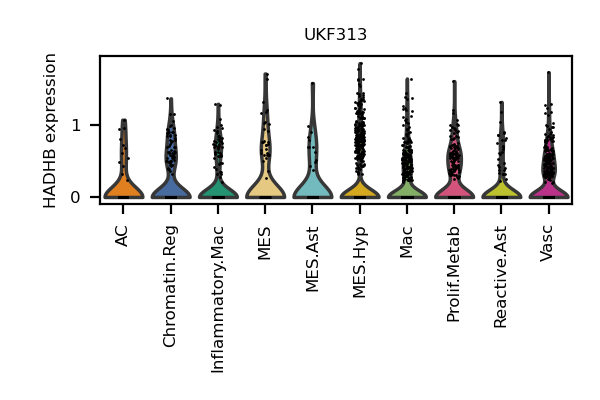 UKF313
HADHB expression
1
0
AC
Chromatin.Reg
Inflammatory.Mac
MES
MES.Ast
MES.Hyp
Mac
Prolif.Metab
Reactive.Ast
Vasc